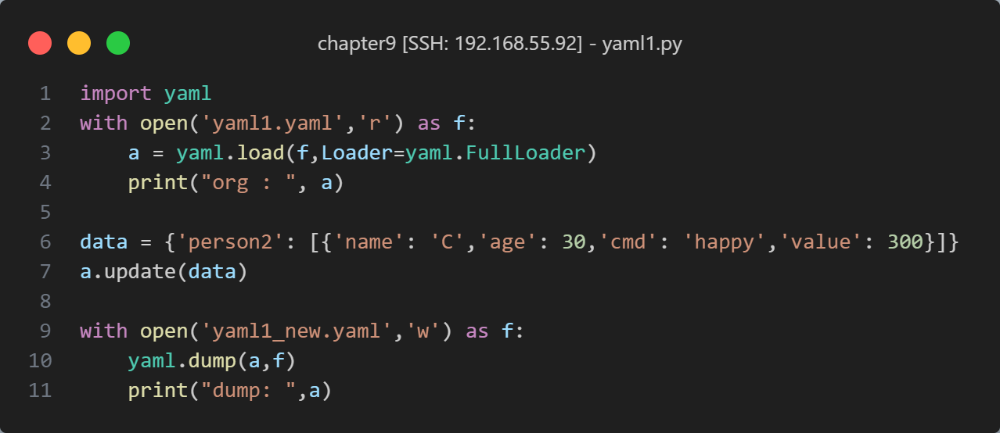 chapter9 [SSH: 192.168.55.92] - yaml1.py
1 import yaml
2 with open('yaml1.yaml','r') as f:
3     a = yaml.load(f,Loader=yaml.FullLoader)
4     print("org : ", a)
5
6 data = {'person2': [{'name': 'C','age': 30,'cmd': 'happy','value': 300}]}
7 a.update(data)
8
9 with open('yaml1_new.yaml','w') as f:
10     yaml.dump(a,f)
11     print("dump: ",a)